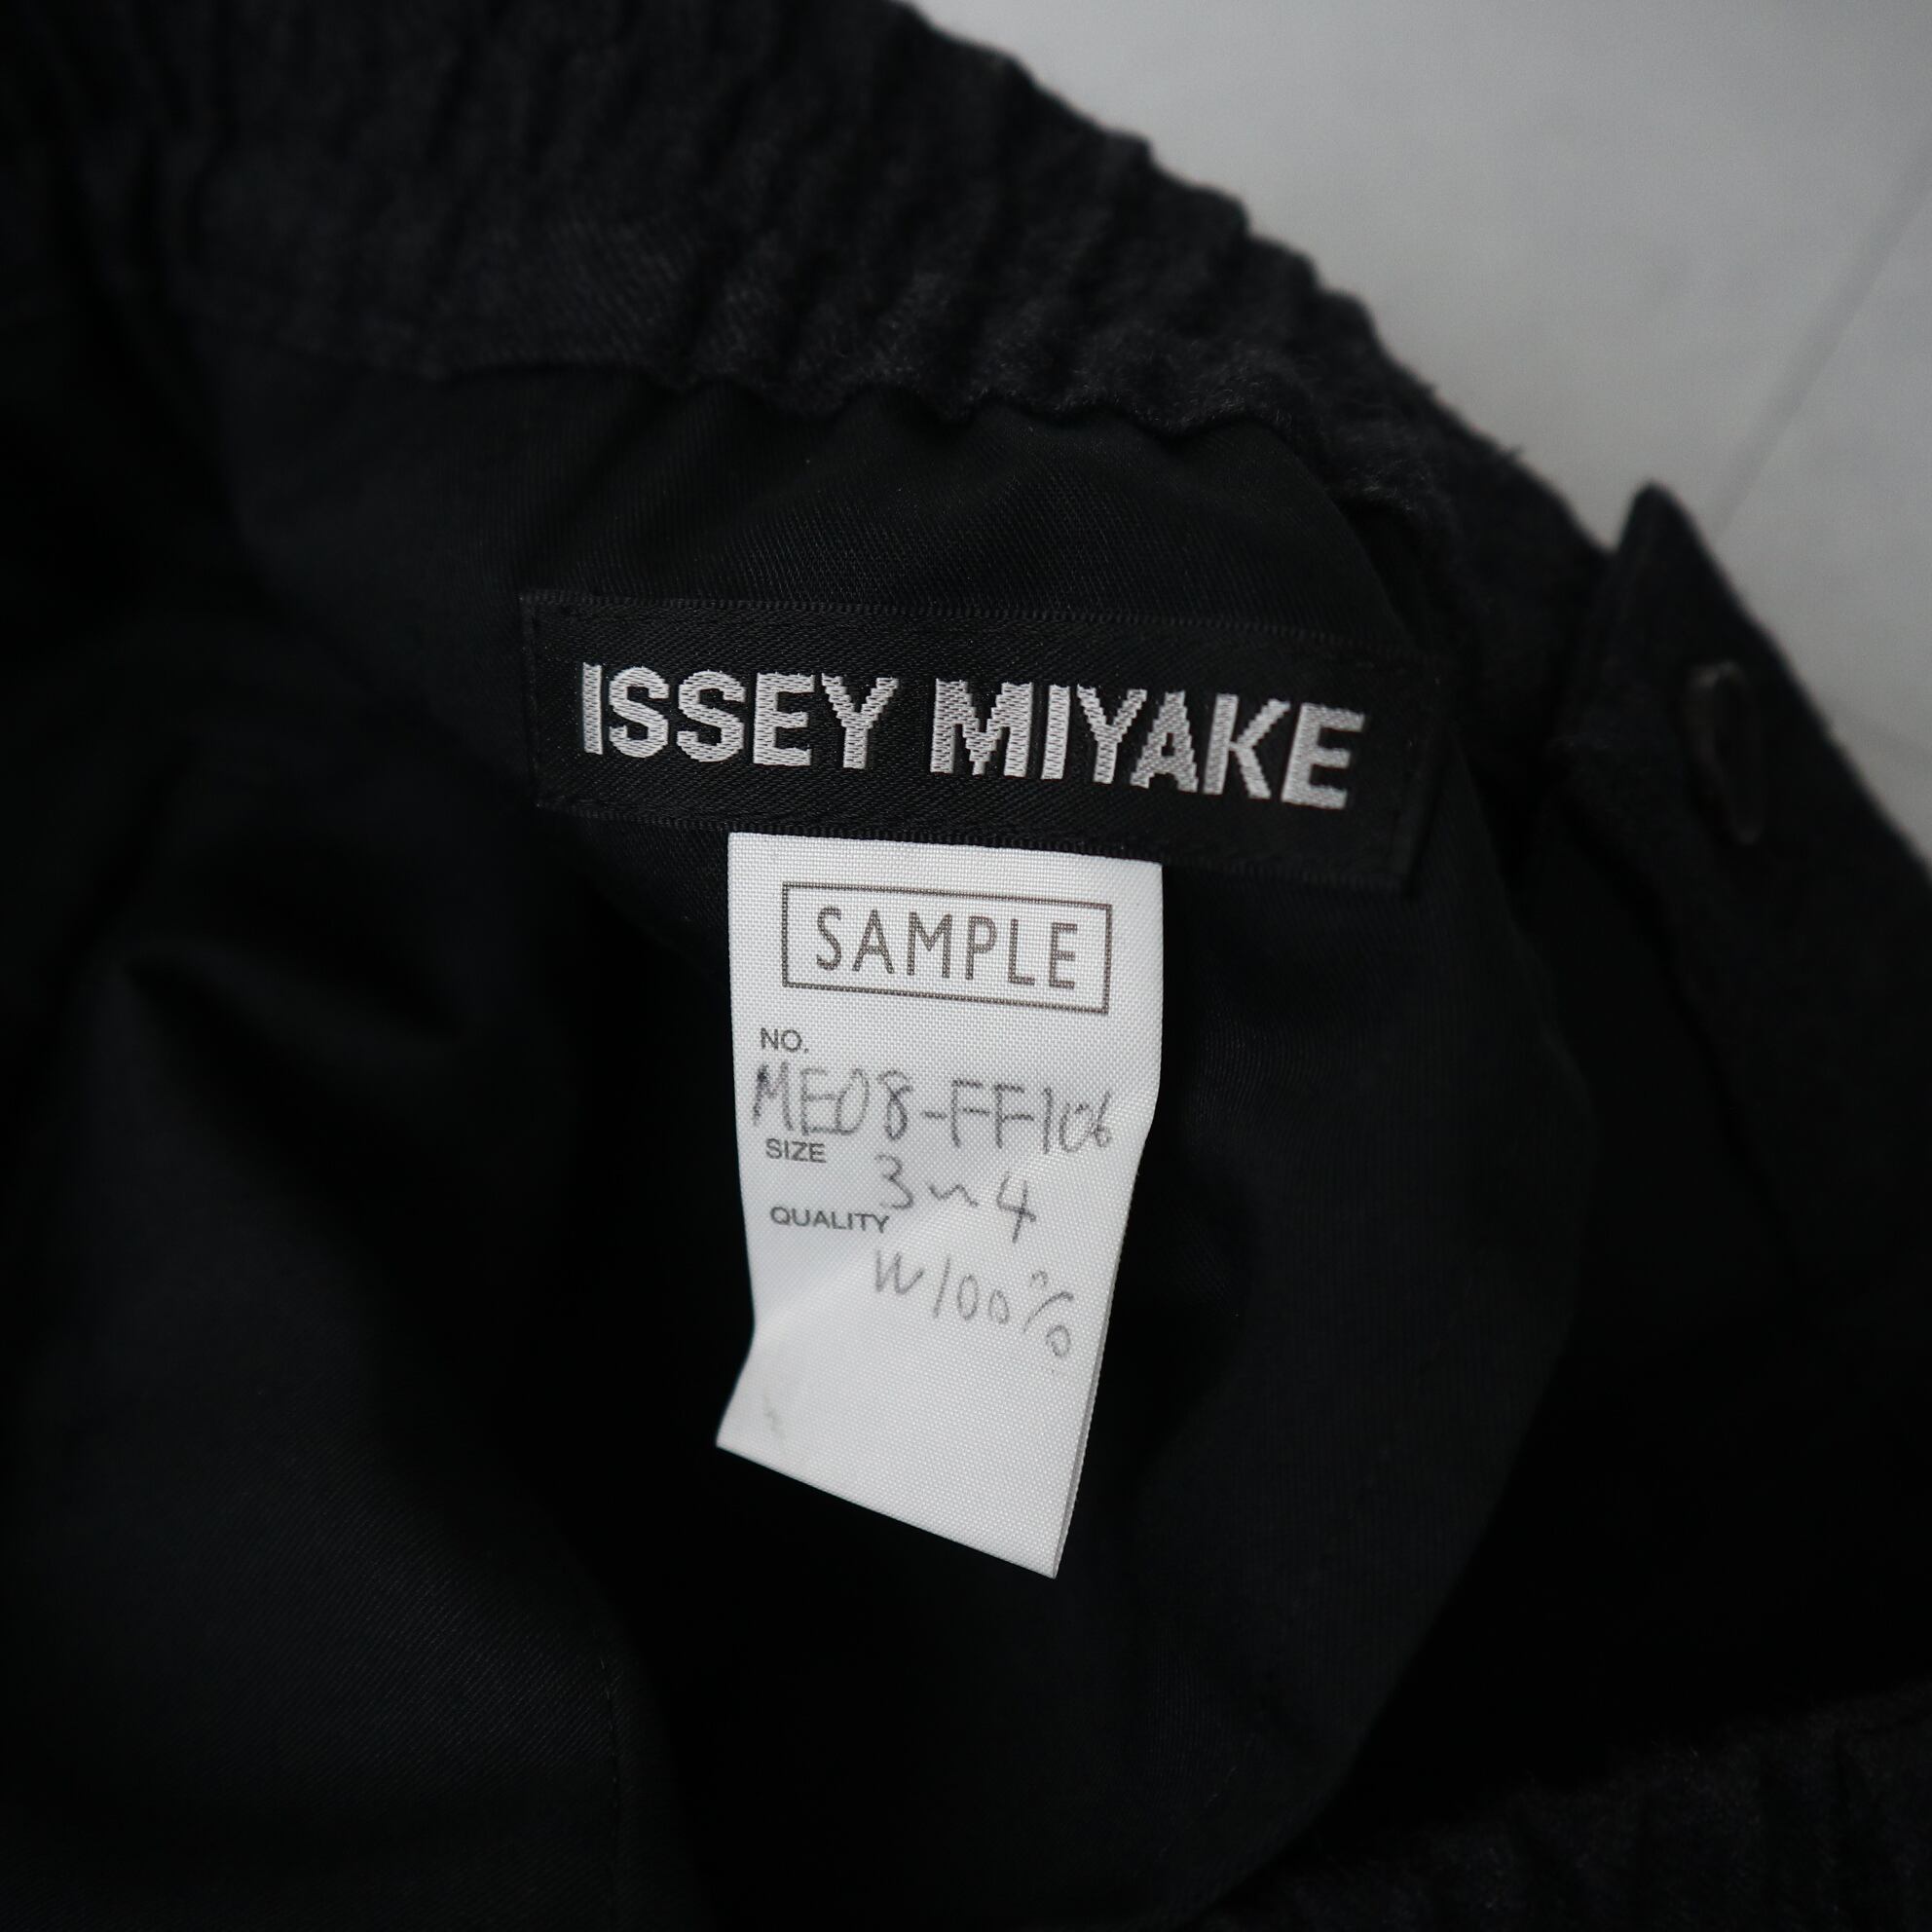 ISSEY MIYAKE
SAMPLE
NO.
ME08-FF106
SIZE
3~4
QUALITY
W100%